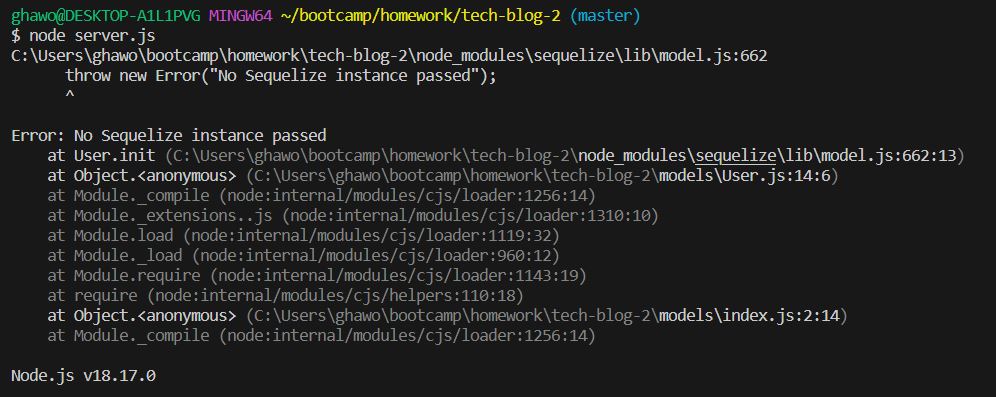 ghawo@DESKTOP-A1L1PVG MINGW64 ~/bootcamp/homework/tech-blog-2 (master)
$ node server.js
C:\Users\ghawo\bootcamp\homework\tech-blog-2\node_modules\sequelize\lib\model.js:662
      throw new Error("No Sequelize instance passed");
      ^

Error: No Sequelize instance passed
    at User.init (C:\Users\ghawo\bootcamp\homework\tech-blog-2\node_modules\sequelize\lib\model.js:662:13)
    at Object.<anonymous> (C:\Users\ghawo\bootcamp\homework\tech-blog-2\models\User.js:14:6)
    at Module._compile (node:internal/modules/cjs/loader:1256:14)
    at Module._extensions..js (node:internal/modules/cjs/loader:1310:10)
    at Module.load (node:internal/modules/cjs/loader:1119:32)
    at Module._load (node:internal/modules/cjs/loader:960:12)
    at Module.require (node:internal/modules/cjs/loader:1143:19)
    at require (node:internal/modules/cjs/helpers:110:18)
    at Object.<anonymous> (C:\Users\ghawo\bootcamp\homework\tech-blog-2\models\index.js:2:14)
    at Module._compile (node:internal/modules/cjs/loader:1256:14)

Node.js v18.17.0